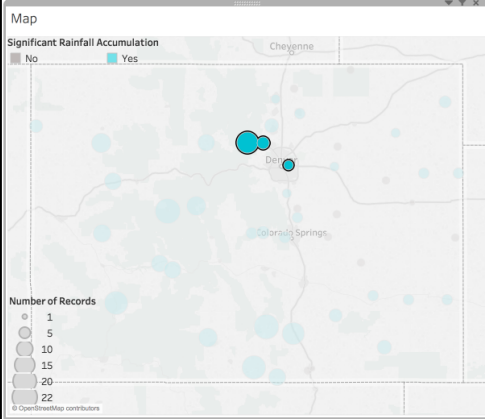 Map
Significant Rainfall Accumulation
No Yes
Cheyenne
Colorado Springs
Number of Records
1
5
10
15
20
22
© OpenStreetMap contributors